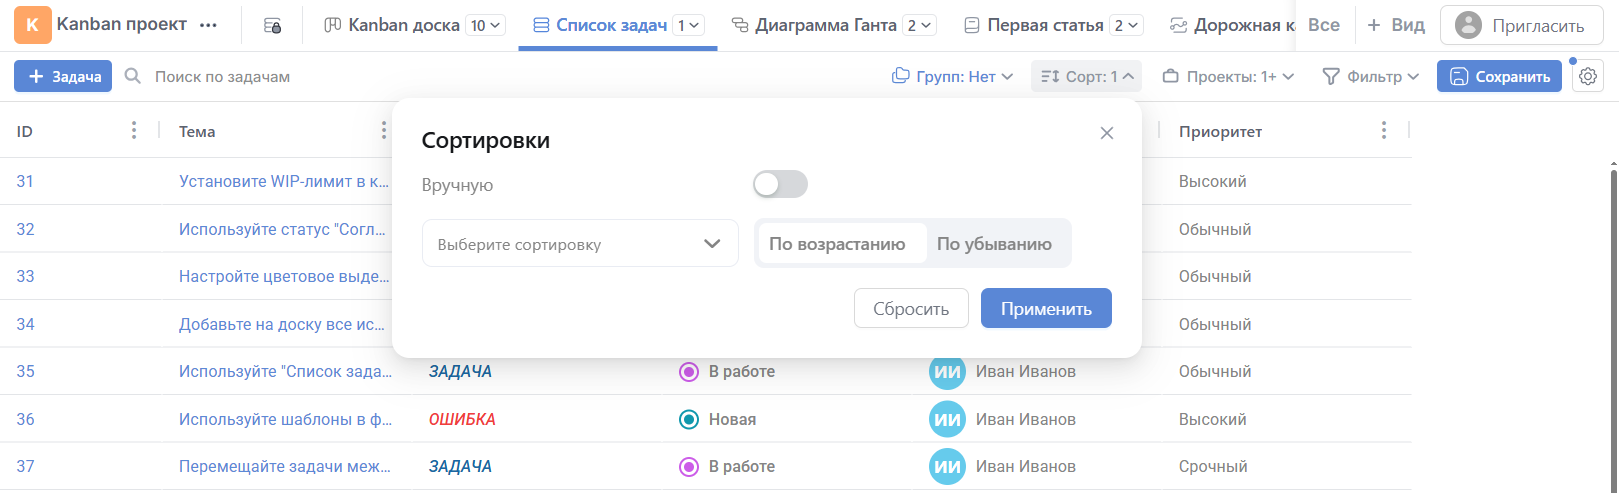 К Kanban проект ··· Kanban доска 10 Список задач 1 Диаграмма Ганта 2 Первая статья 2 Дорожная к Все + Вид Пригласить
+ Задача Поиск по задачам Групп: Нет Сорт: 1 Проекты: 1+ Фильтр Сохранить
ID Тема Приоритет
Сортировки
31 Установите WIP-лимит в к... Вручную Высокий
32 Используйте статус "Согл... Выберите сортировку По возрастанию По убыванию Обычный
33 Настройте цветовое выде... Обычный
34 Добавьте на доску все ис... Сбросить Применить Обычный
35 Используйте "Список зада... ЗАДАЧА В работе ИИ Иван Иванов Обычный
36 Используйте шаблоны в ф... ОШИБКА Новая ИИ Иван Иванов Высокий
37 Перемещайте задачи меж... ЗАДАЧА В работе ИИ Иван Иванов Срочный